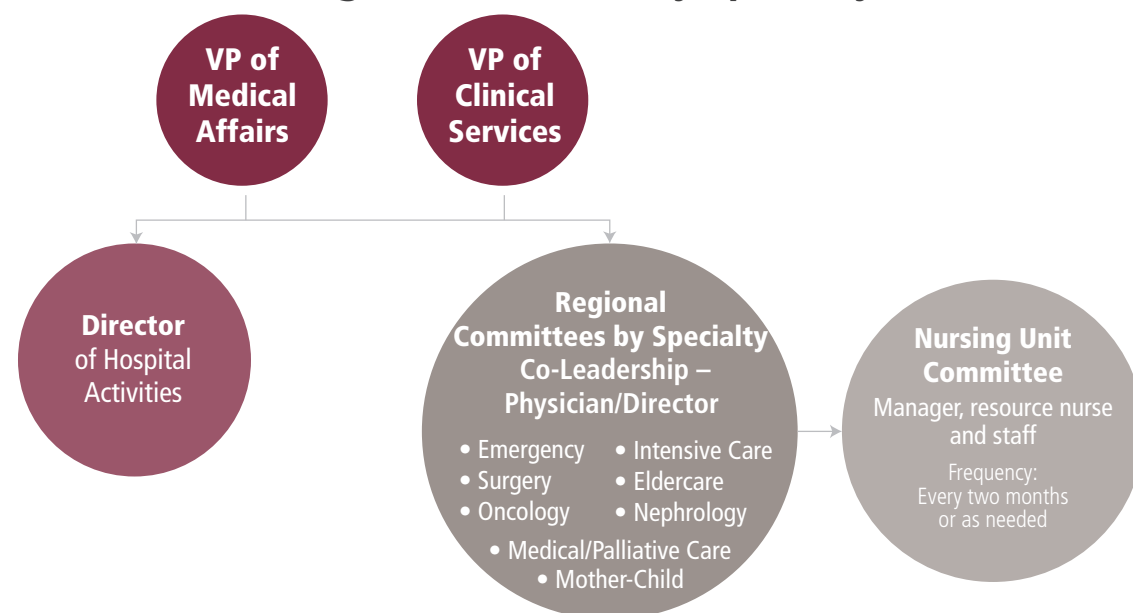 VP of
Medical
Affairs
VP of
Clinical
Services
Director
of Hospital
Activities
Regional
Committees by Specialty
Co-Leadership –
Physician/Director
• Emergency
• Surgery
• Oncology
• Intensive Care
• Eldercare
• Nephrology
• Medical/Palliative Care
• Mother-Child
Nursing Unit
Committee
Manager, resource nurse
and staff
Frequency:
Every two months
or as needed